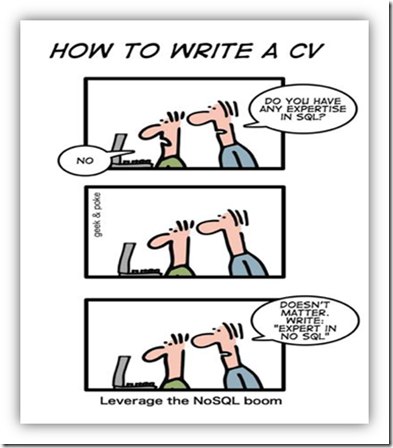 HOW TO WRITE A CV
DO YOU HAVE
ANY EXPERTISE
IN SQL?
NO
geek & poke
DOESN'T
MATTER.
WRITE:
"EXPERT IN
NO SQL"
Leverage the NoSQL boom